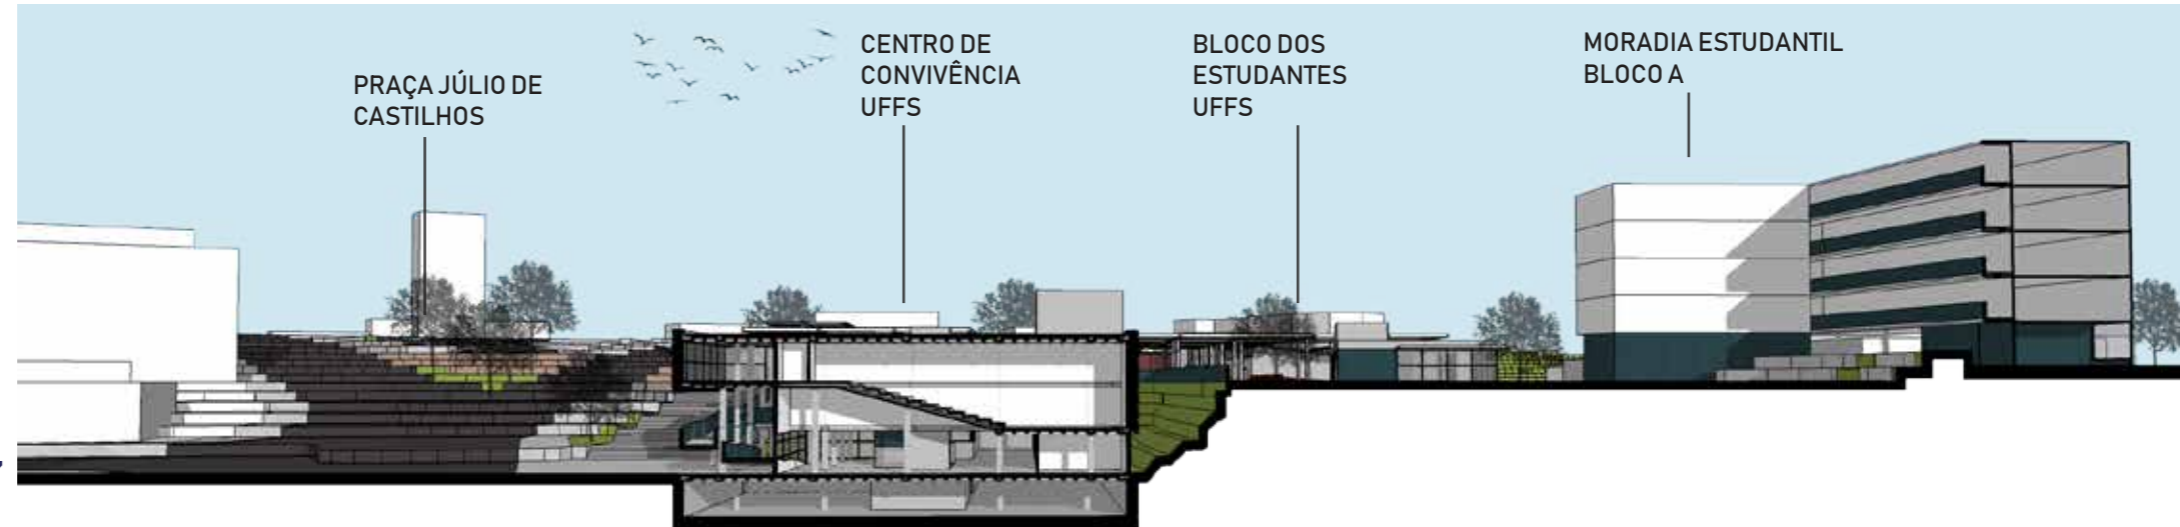 PRAÇA JÚLIO DE
CASTILHOS
CENTRO DE
CONVIVÊNCIA
UFFS
BLOCO DOS
ESTUDANTES
UFFS
MORADIA ESTUDANTIL
BLOCO A